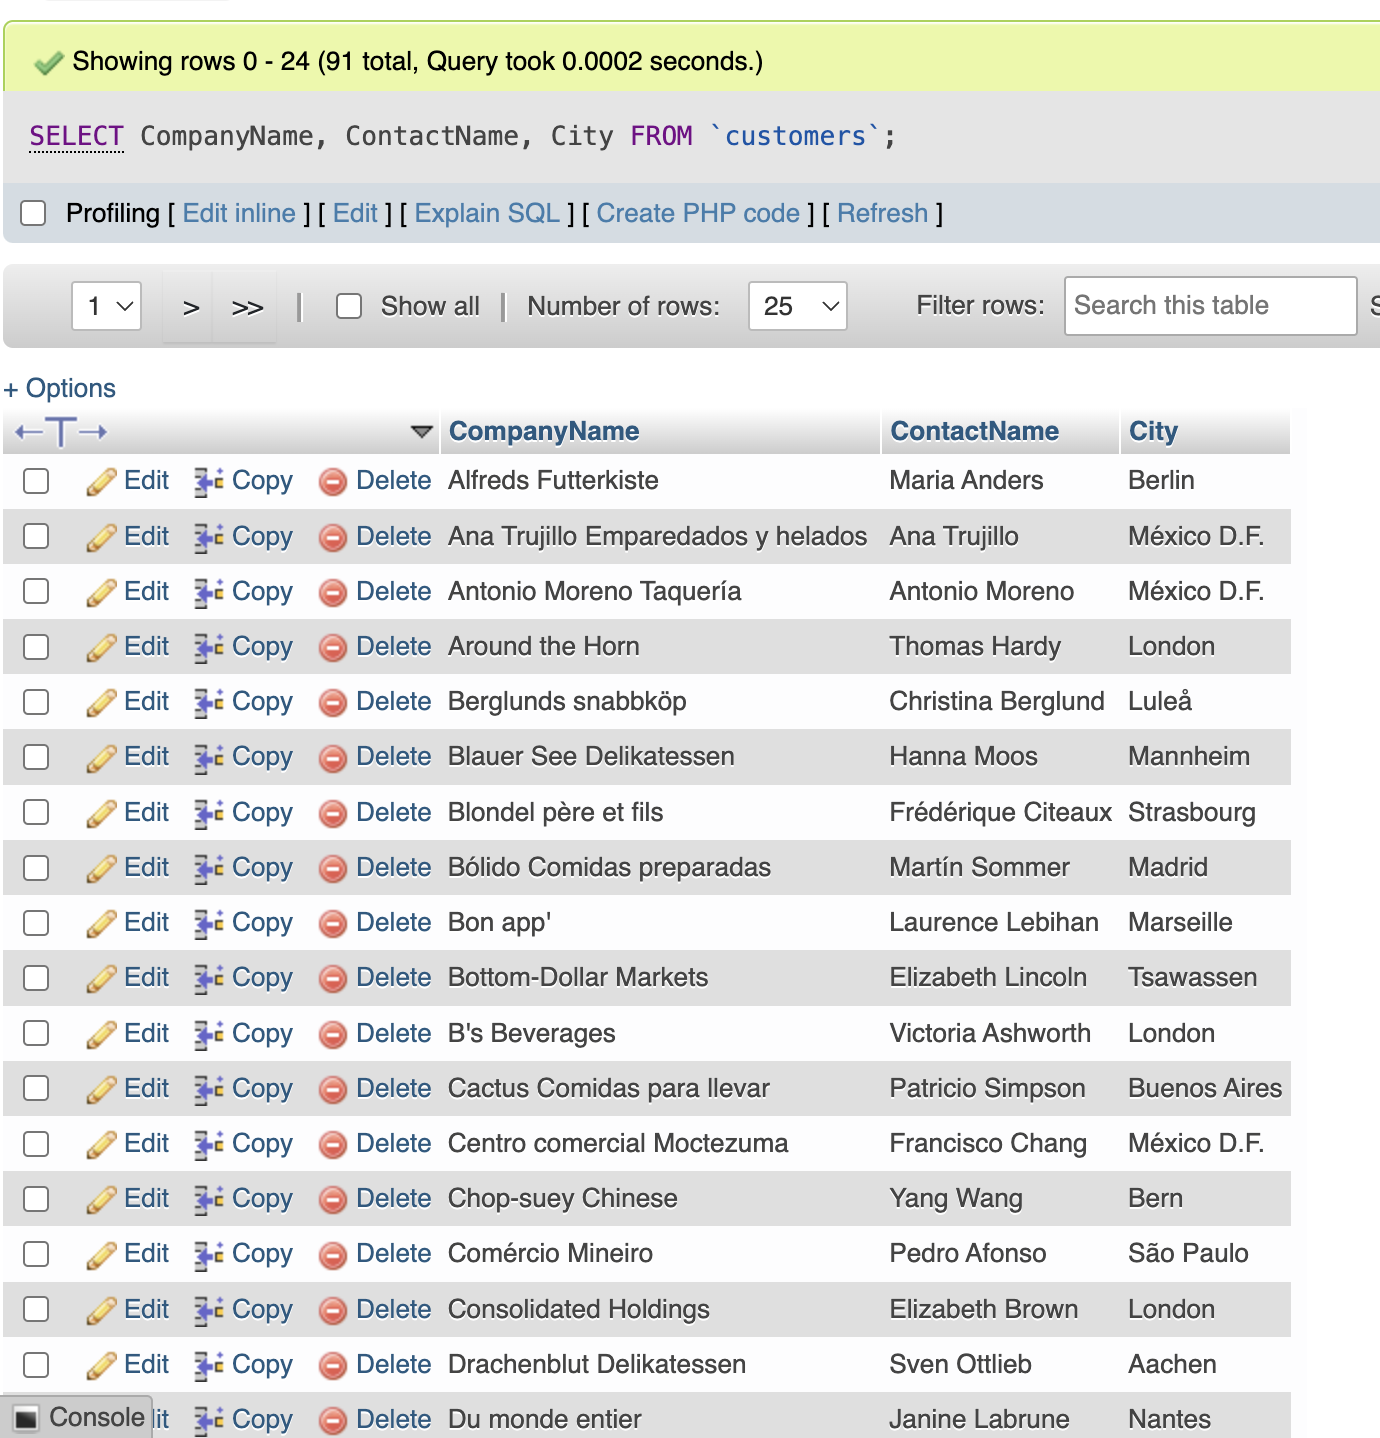 Showing rows 0 - 24 (91 total, Query took 0.0002 seconds.)
SELECT CompanyName, ContactName, City FROM `customers`;
Profiling [ Edit inline ] [ Edit ] [ Explain SQL ] [ Create PHP code ] [ Refresh ]
1 > >> | Show all | Number of rows: 25 Filter rows: Search this table
+ Options
←T→ CompanyName ContactName City
Edit Copy Delete Alfreds Futterkiste Maria Anders Berlin
Edit Copy Delete Ana Trujillo Emparedados y helados Ana Trujillo México D.F.
Edit Copy Delete Antonio Moreno Taquería Antonio Moreno México D.F.
Edit Copy Delete Around the Horn Thomas Hardy London
Edit Copy Delete Berglunds snabbköp Christina Berglund Luleå
Edit Copy Delete Blauer See Delikatessen Hanna Moos Mannheim
Edit Copy Delete Blondel père et fils Frédérique Citeaux Strasbourg
Edit Copy Delete Bólido Comidas preparadas Martín Sommer Madrid
Edit Copy Delete Bon app' Laurence Lebihan Marseille
Edit Copy Delete Bottom-Dollar Markets Elizabeth Lincoln Tsawassen
Edit Copy Delete B's Beverages Victoria Ashworth London
Edit Copy Delete Cactus Comidas para llevar Patricio Simpson Buenos Aires
Edit Copy Delete Centro comercial Moctezuma Francisco Chang México D.F.
Edit Copy Delete Chop-suey Chinese Yang Wang Bern
Edit Copy Delete Comércio Mineiro Pedro Afonso São Paulo
Edit Copy Delete Consolidated Holdings Elizabeth Brown London
Edit Copy Delete Drachenblut Delikatessen Sven Ottlieb Aachen
Console Copy Delete Du monde entier Janine Labrune Nantes